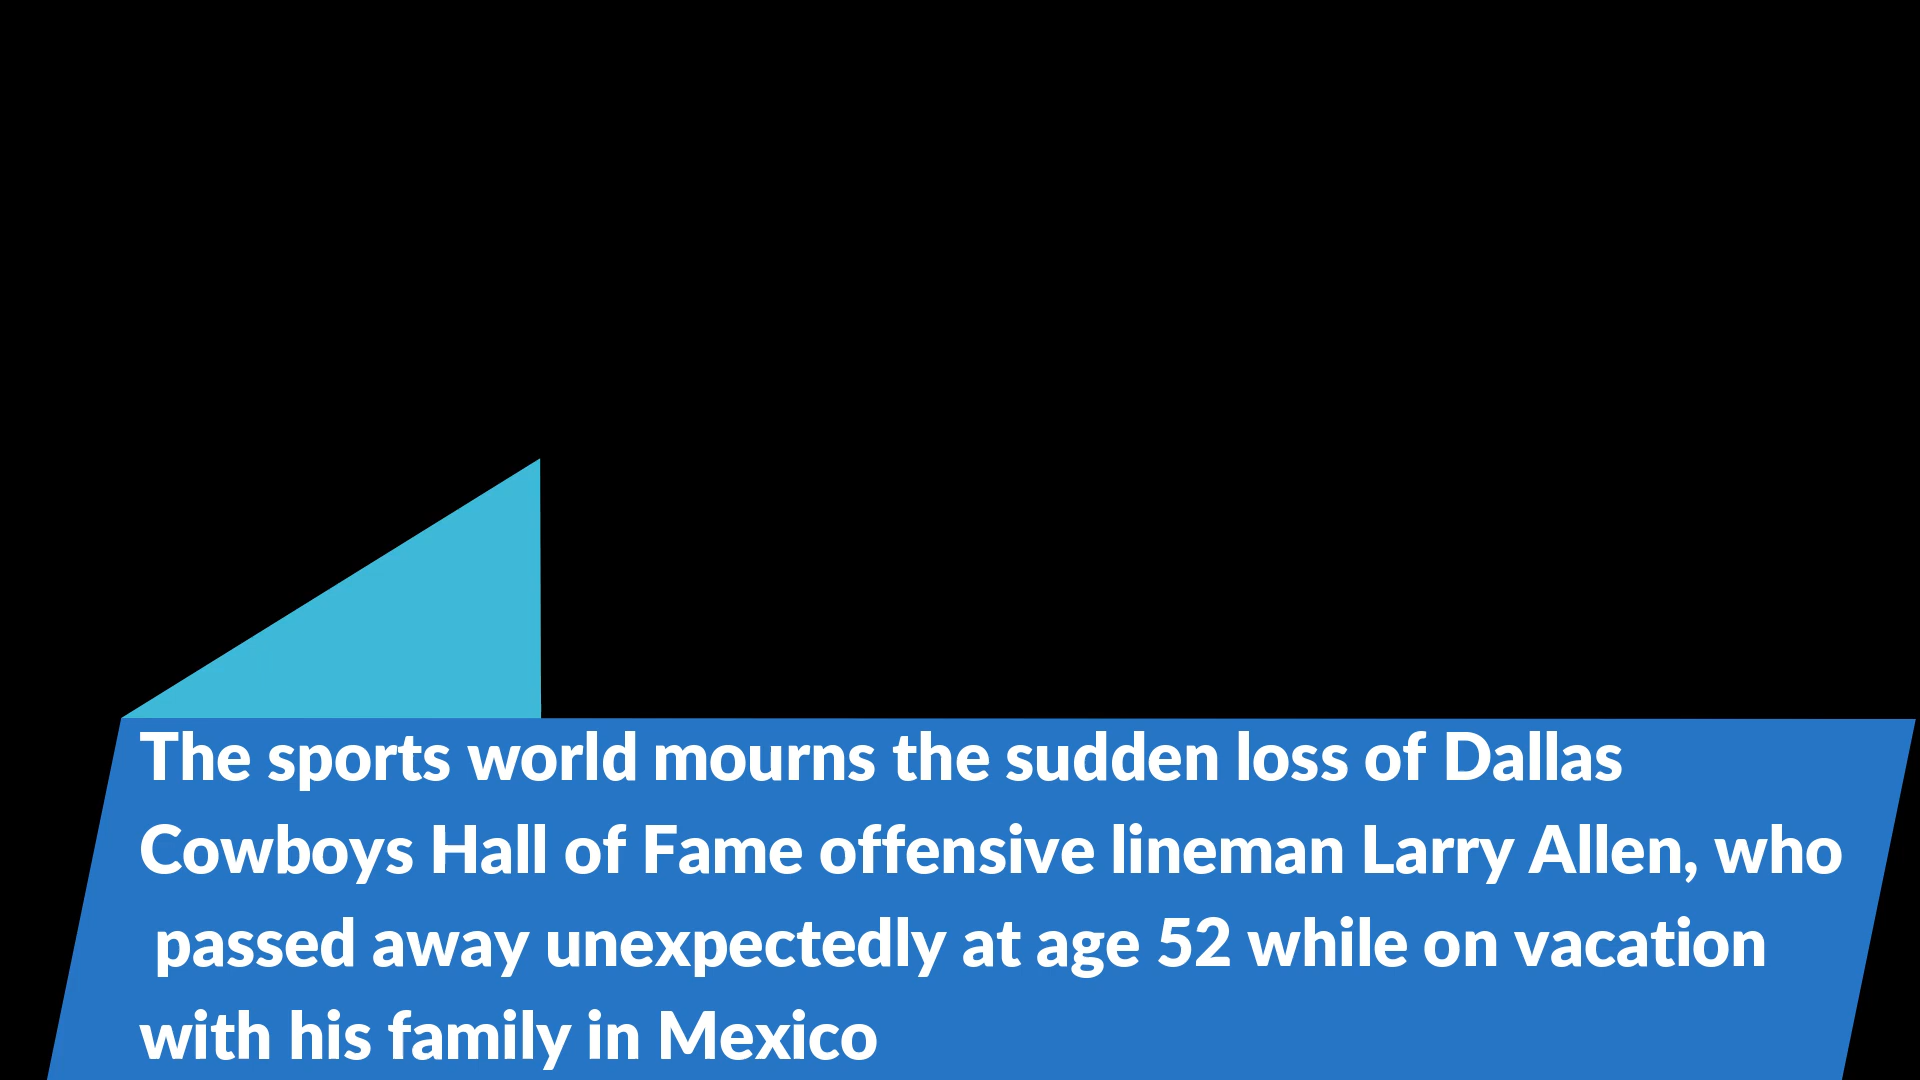 The sports world mourns the sudden loss of Dallas
Cowboys Hall of Fame offensive lineman Larry Allen, who
passed away unexpectedly at age 52 while on vacation
with his family in Mexico